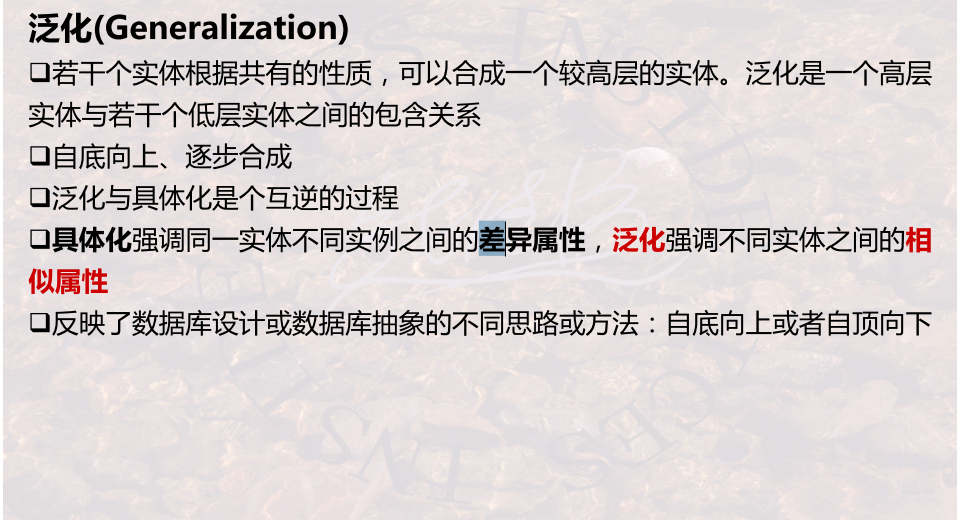 泛化(Generalization)
❑若干个实体根据共有的性质，可以合成一个较高层的实体。泛化是一个高层
实体与若干个低层实体之间的包含关系
❑自底向上、逐步合成
❑泛化与具体化是个互逆的过程
❑具体化强调同一实体不同实例之间的差异属性，泛化强调不同实体之间的相
似属性
❑反映了数据库设计或数据库抽象的不同思路或方法：自底向上或者自顶向下